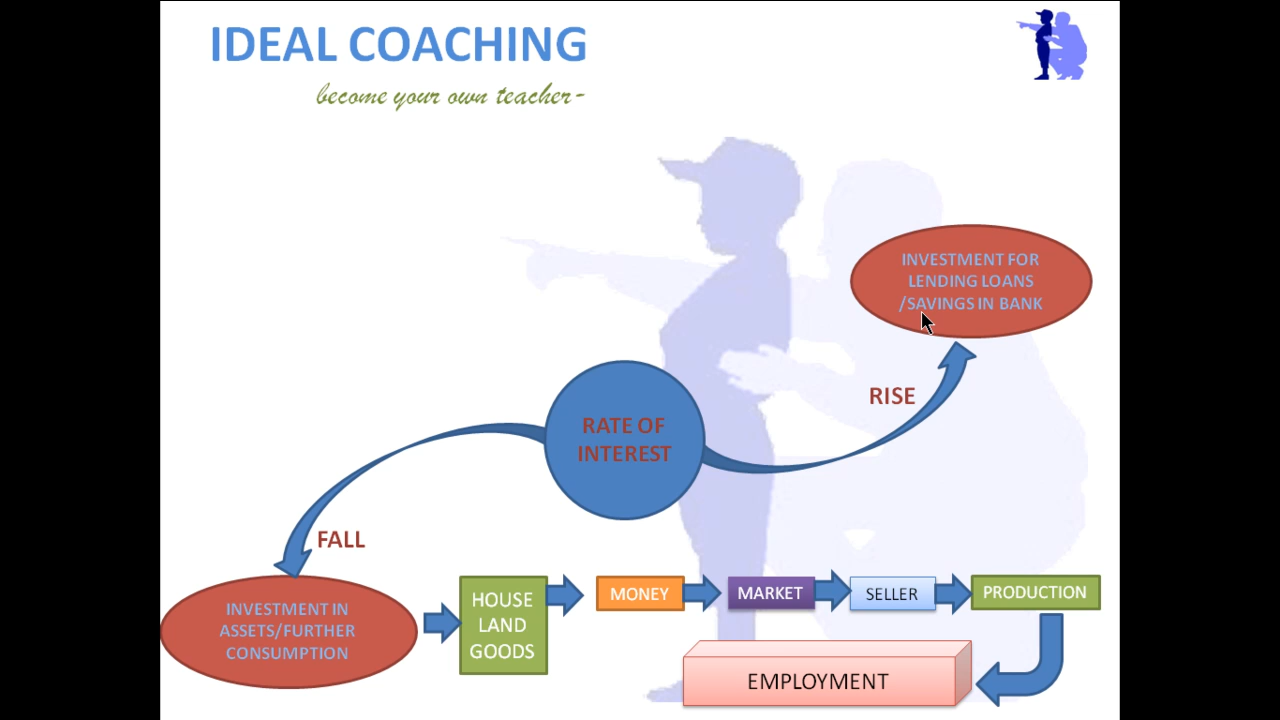 IDEAL COACHING
become your own teacher-
INVESTMENT FOR
LENDING LOANS
/SAVINGS IN BANK
RISE
RATE OF
INTEREST
FALL
INVESTMENT IN
ASSETS/FURTHER
CONSUMPTION
HOUSE
LAND
GOODS
MONEY
MARKET
SELLER
PRODUCTION
EMPLOYMENT